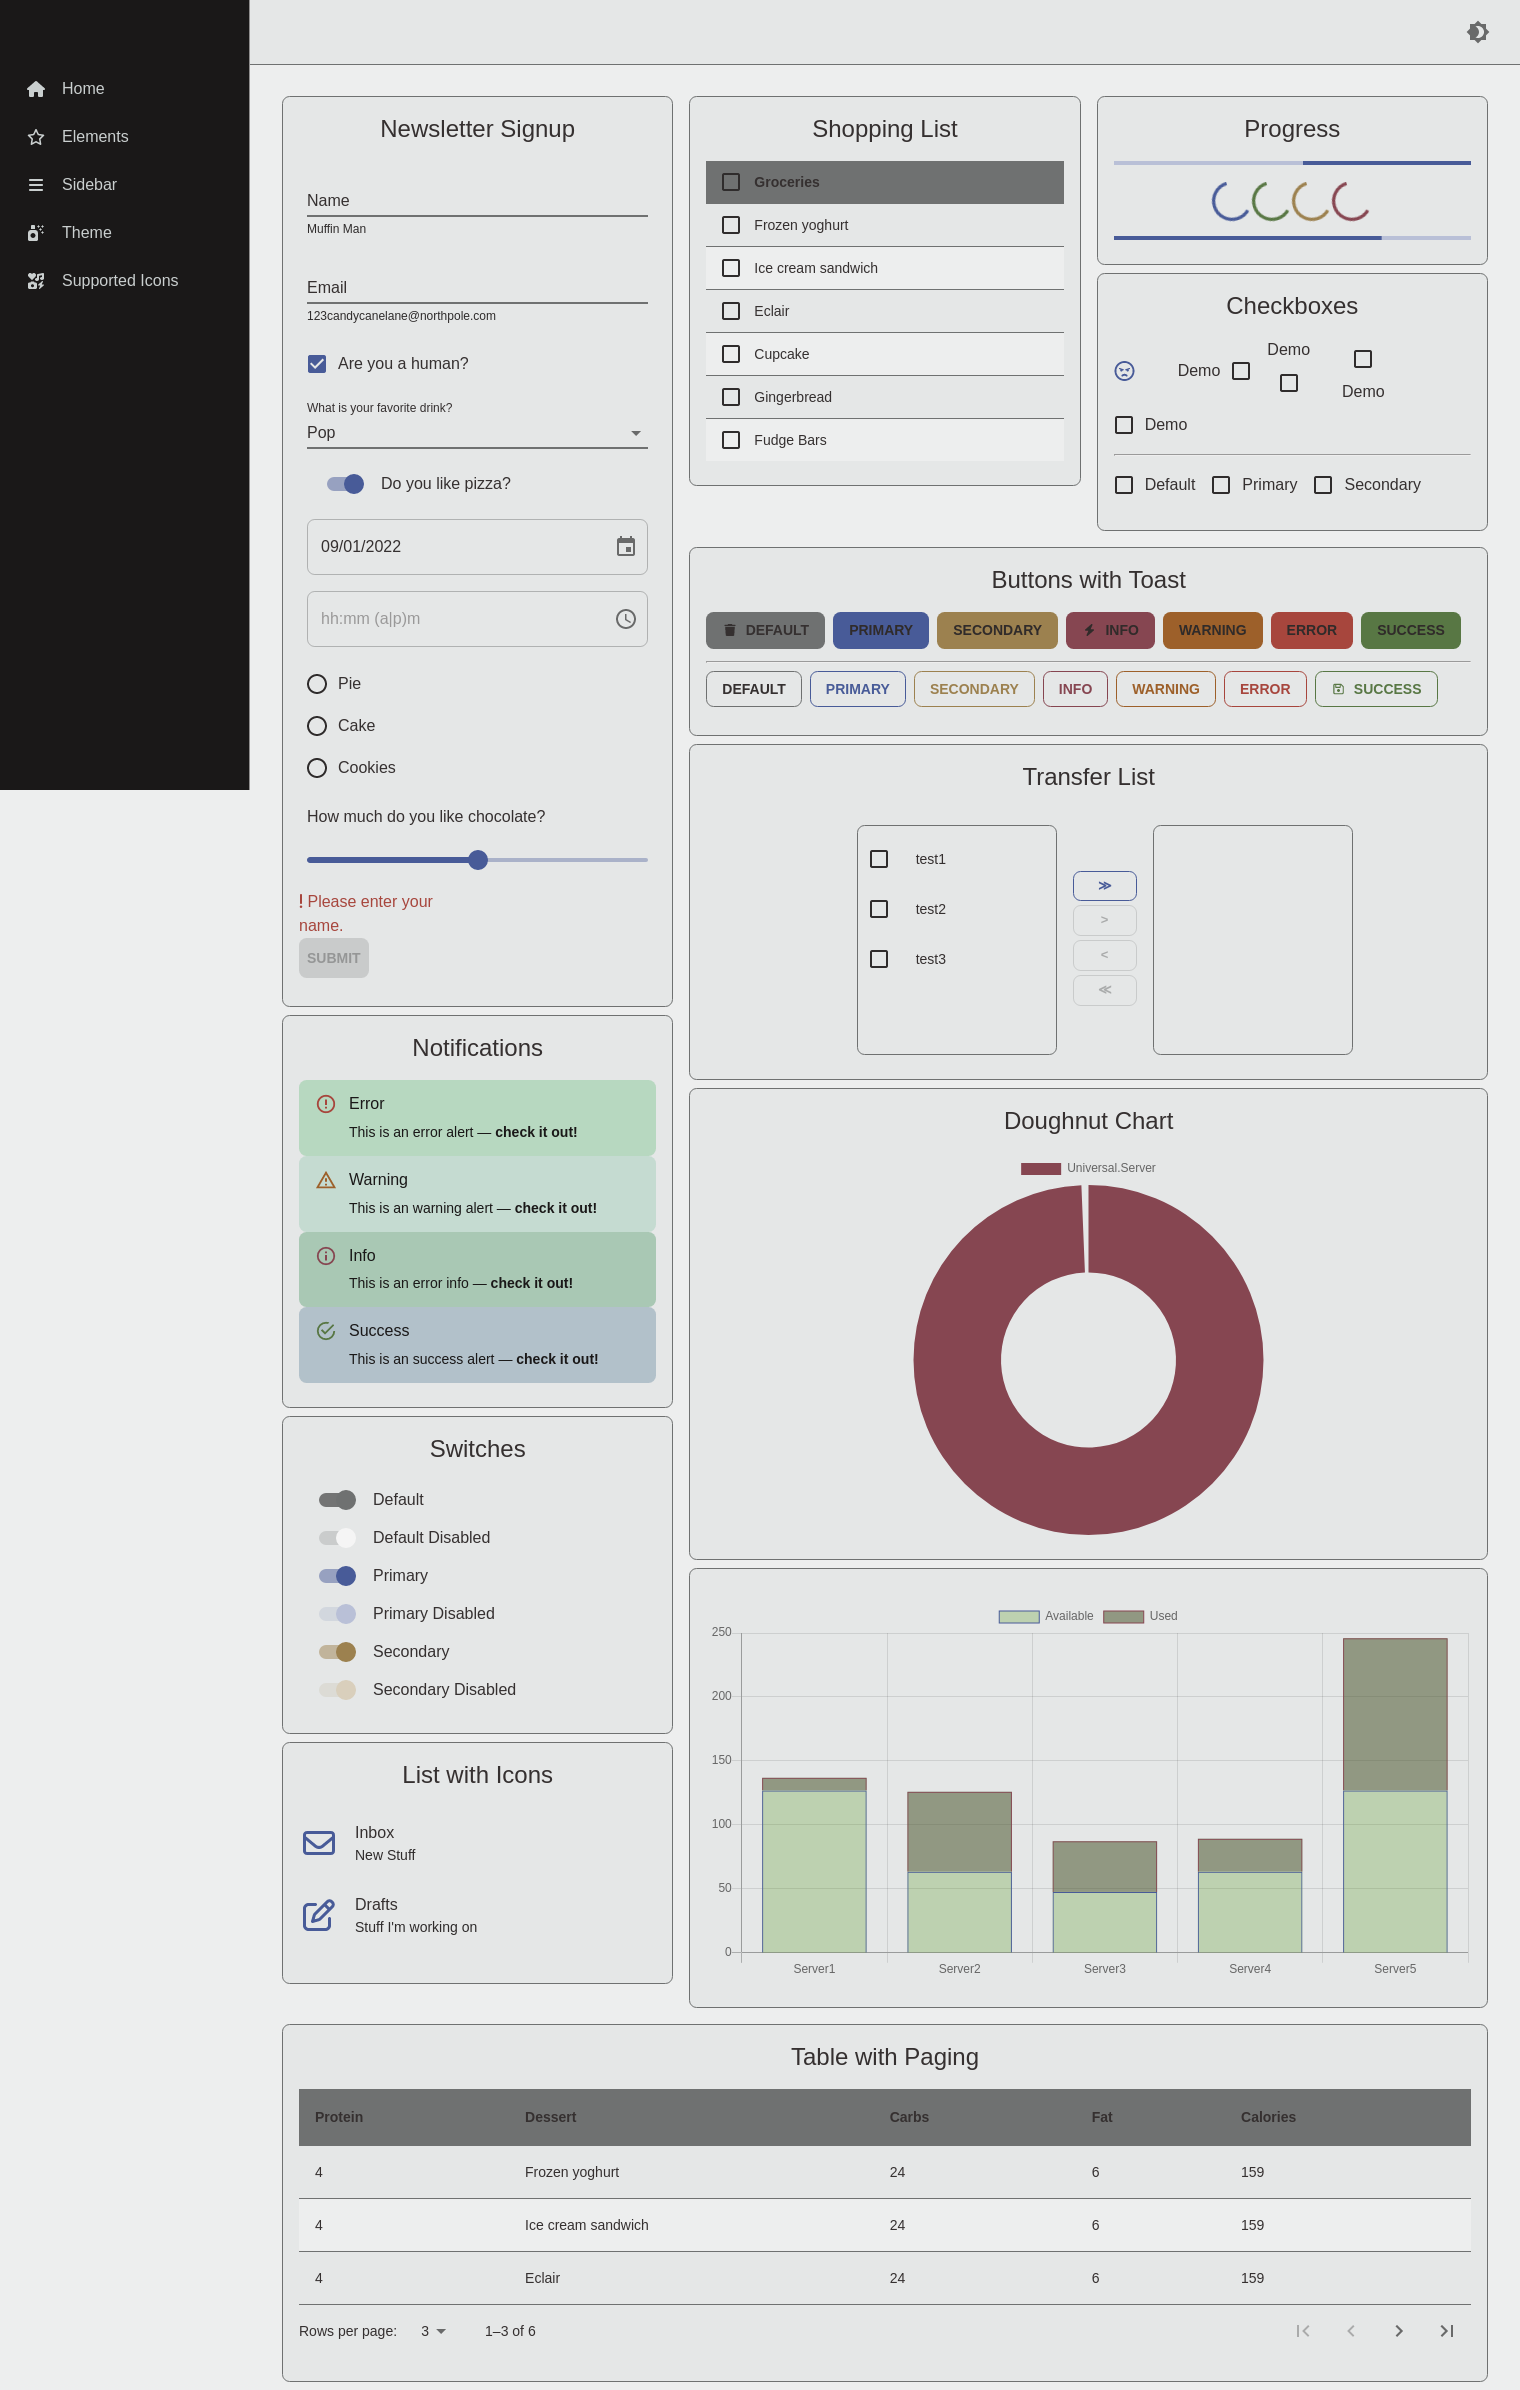 Home
Elements
Sidebar
Theme
Supported Icons
Newsletter Signup
Name
Muffin Man
Email
123candycanelane@northpole.com
Are you a human?
What is your favorite drink?
Pop
Do you like pizza?
09/01/2022
hh:mm (a|p)m
Pie
Cake
Cookies
How much do you like chocolate?
! Please enter your
name.
SUBMIT
Shopping List
Groceries
Frozen yoghurt
Ice cream sandwich
Eclair
Cupcake
Gingerbread
Fudge Bars
Progress
Checkboxes
Demo
Demo
Demo
Demo
Default Primary Secondary
Buttons with Toast
DEFAULT PRIMARY SECONDARY INFO WARNING ERROR SUCCESS
DEFAULT PRIMARY SECONDARY INFO WARNING ERROR SUCCESS
Transfer List
test1
test2
test3
≫
>
<
≪
Notifications
Error
This is an error alert — check it out!
Warning
This is an warning alert — check it out!
Info
This is an error info — check it out!
Success
This is an success alert — check it out!
Doughnut Chart
Universal.Server
Switches
Default
Default Disabled
Primary
Primary Disabled
Secondary
Secondary Disabled
List with Icons
Inbox
New Stuff
Drafts
Stuff I'm working on
Available Used
250
200
150
100
50
0
Server1 Server2 Server3 Server4 Server5
Table with Paging
Protein Dessert Carbs Fat Calories
4 Frozen yoghurt 24 6 159
4 Ice cream sandwich 24 6 159
4 Eclair 24 6 159
Rows per page: 3 1–3 of 6